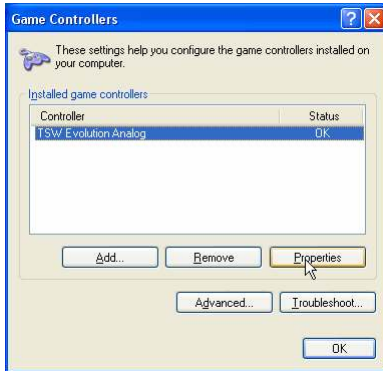 Game Controllers
These settings help you configure the game controllers installed on
your computer.
Installed game controllers
Controller Status
TSW Evolution Analog OK
Add... Remove Properties
Advanced... Troubleshoot...
OK